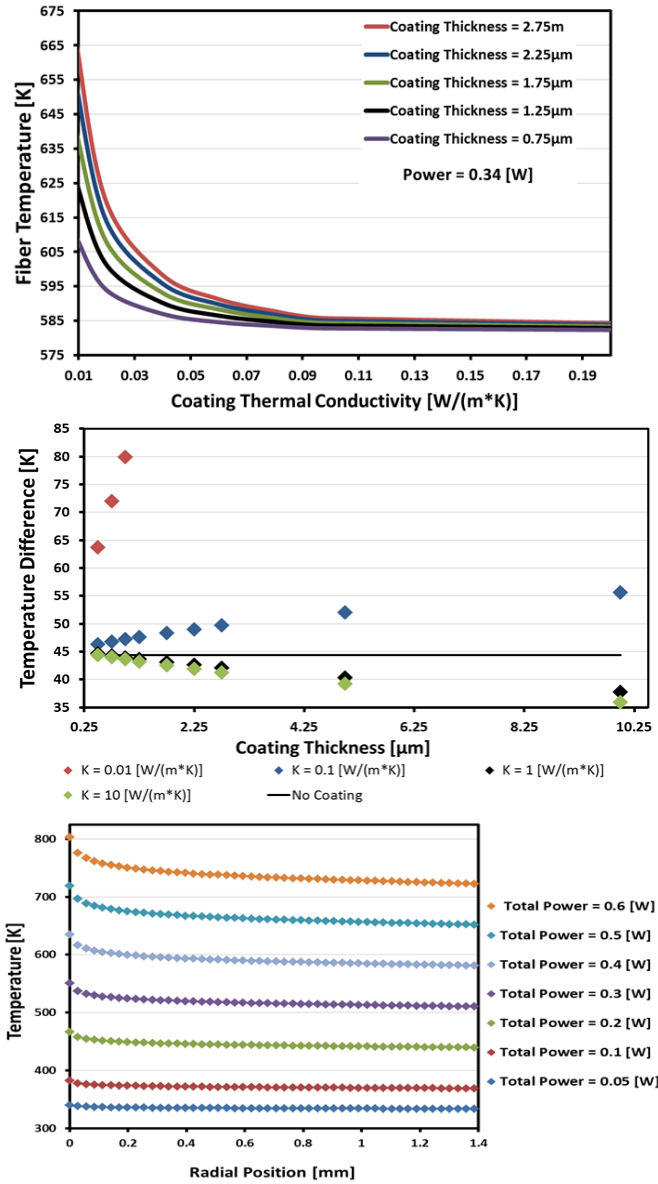 675
665
655
645
635
625
615
605
595
585
575
Fiber Temperature [K]
Coating Thickness = 2.75m
Coating Thickness = 2.25µm
Coating Thickness = 1.75µm
Coating Thickness = 1.25µm
Coating Thickness = 0.75µm
Power = 0.34 [W]
0.01 0.03 0.05 0.07 0.09 0.11 0.13 0.15 0.17 0.19
Coating Thermal Conductivity [W/(m*K)]
85
80
75
70
65
60
55
50
45
40
35
Temperature Difference [K]
0.25 2.25 4.25 6.25 8.25 10.25
Coating Thickness [µm]
K = 0.01 [W/(m*K)] K = 0.1 [W/(m*K)] K = 1 [W/(m*K)]
K = 10 [W/(m*K)] No Coating
800
700
600
500
400
300
Temperature [K]
Total Power = 0.6 [W]
Total Power = 0.5 [W]
Total Power = 0.4 [W]
Total Power = 0.3 [W]
Total Power = 0.2 [W]
Total Power = 0.1 [W]
Total Power = 0.05 [W]
0 0.2 0.4 0.6 0.8 1 1.2 1.4
Radial Position [mm]